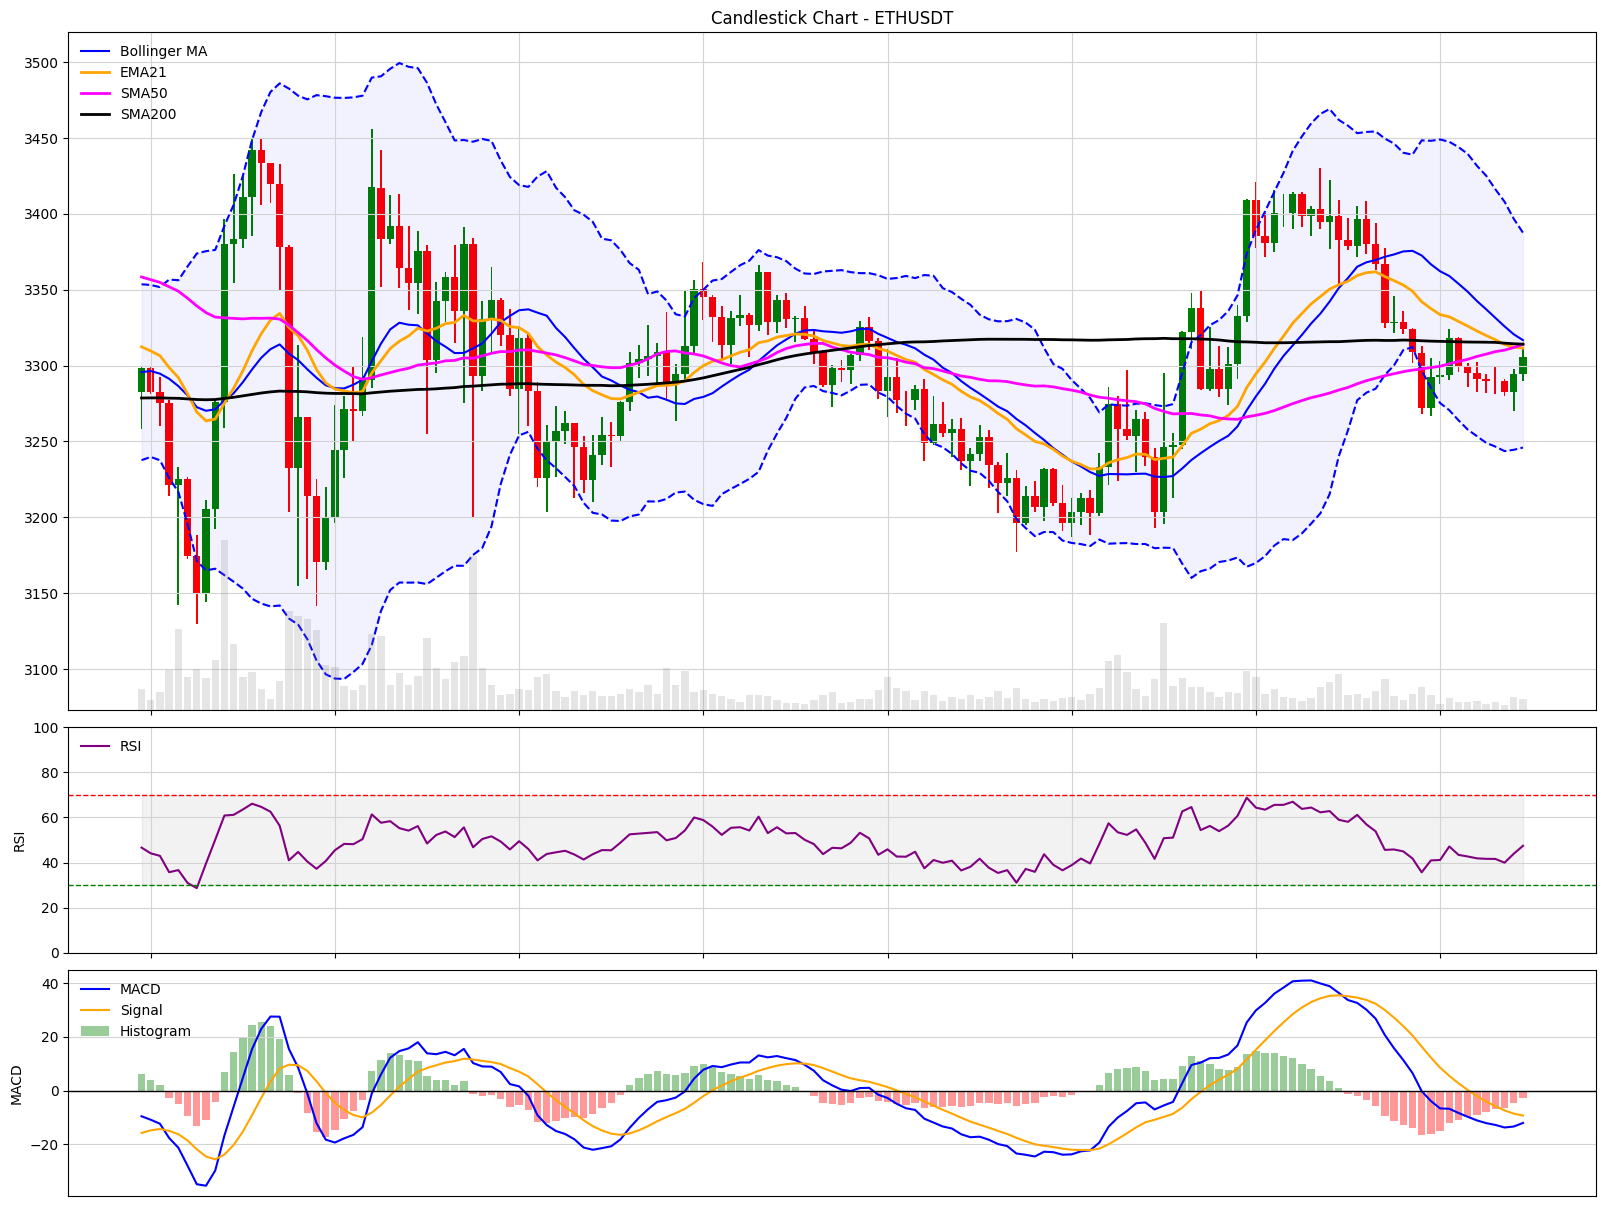 Candlestick Chart - ETHUSDT
Bollinger MA
EMA21
SMA50
SMA200
3500
3450
3400
3350
3300
3250
3200
3150
3100
RSI
RSI
100
80
60
40
20
0
MACD
MACD
Signal
Histogram
40
20
0
−20